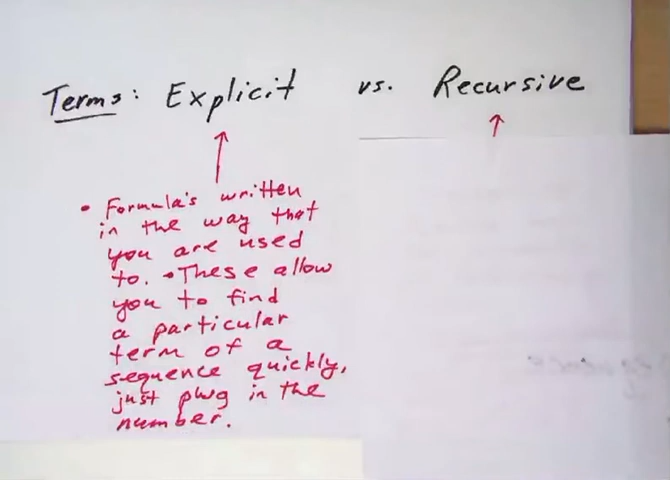 Terms: Explicit vs. Recursive
• Formula's written
in the way that
you are used
to. • These allow
you to find
a particular
term of a
sequence quickly,
just plug in the
number.